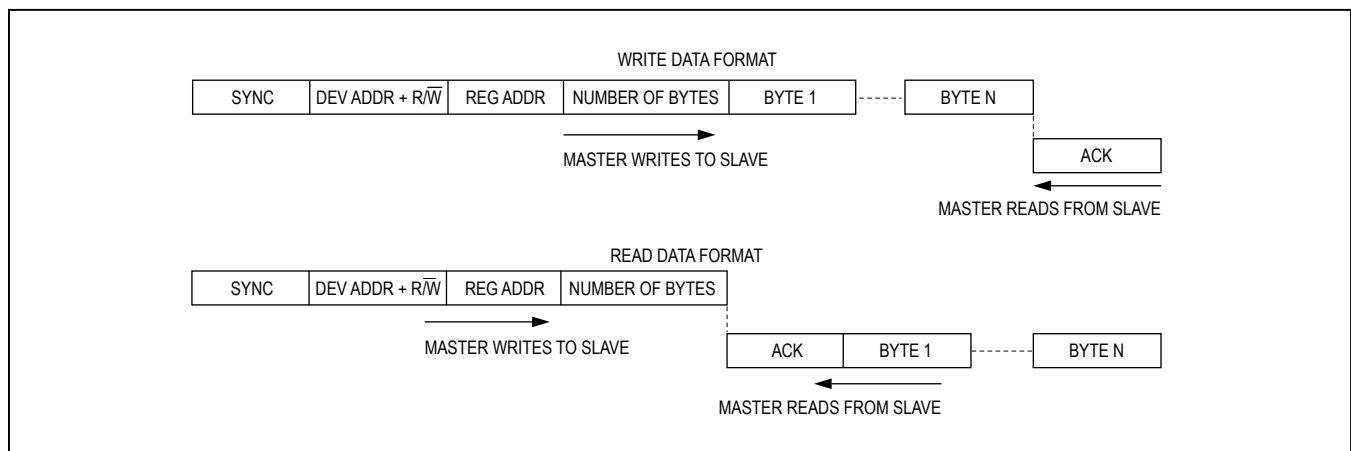 WRITE DATA FORMAT
SYNC DEV ADDR + R/W̅ REG ADDR NUMBER OF BYTES BYTE 1 BYTE N
MASTER WRITES TO SLAVE
ACK
MASTER READS FROM SLAVE
READ DATA FORMAT
SYNC DEV ADDR + R/W̅ REG ADDR NUMBER OF BYTES
MASTER WRITES TO SLAVE
ACK BYTE 1 BYTE N
MASTER READS FROM SLAVE